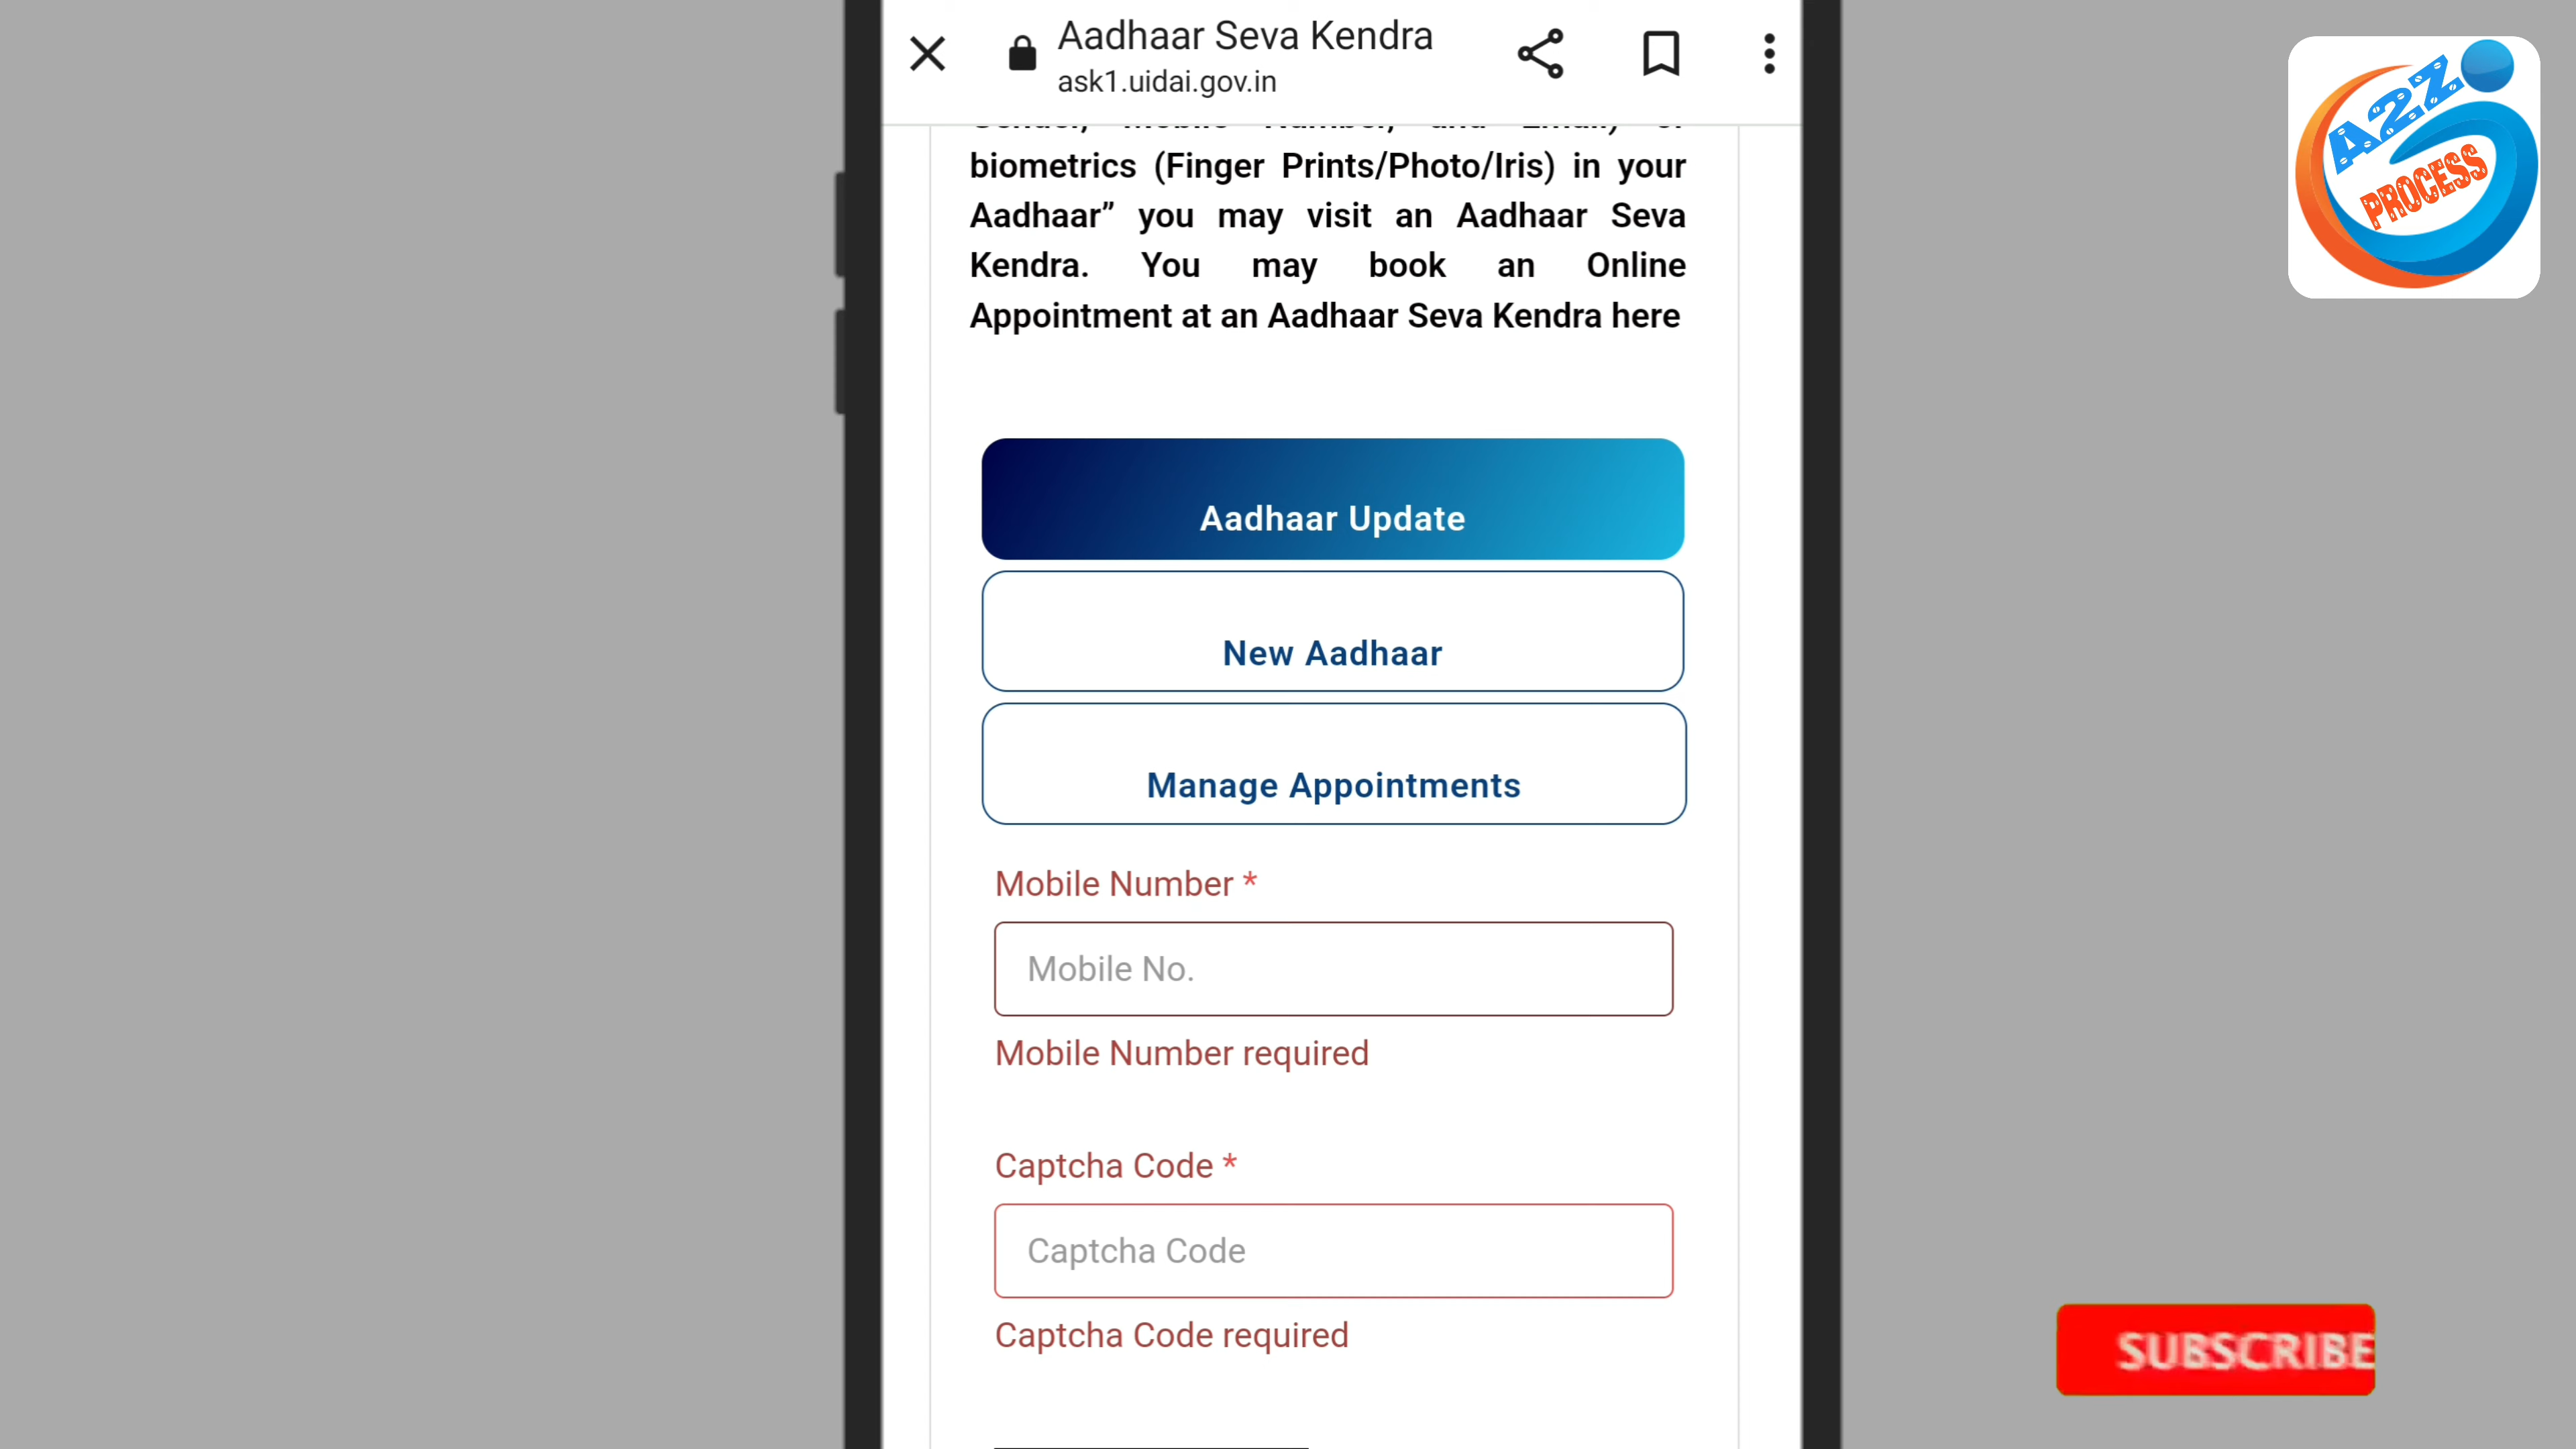 Aadhaar Seva Kendra
ask1.uidai.gov.in
biometrics (Finger Prints/Photo/Iris) in your
Aadhaar” you may visit an Aadhaar Seva
Kendra. You may book an Online
Appointment at an Aadhaar Seva Kendra here
Aadhaar Update
New Aadhaar
Manage Appointments
Mobile Number *
Mobile No.
Mobile Number required
Captcha Code *
Captcha Code
Captcha Code required
A2Z
PROCESS
SUBSCRIBE